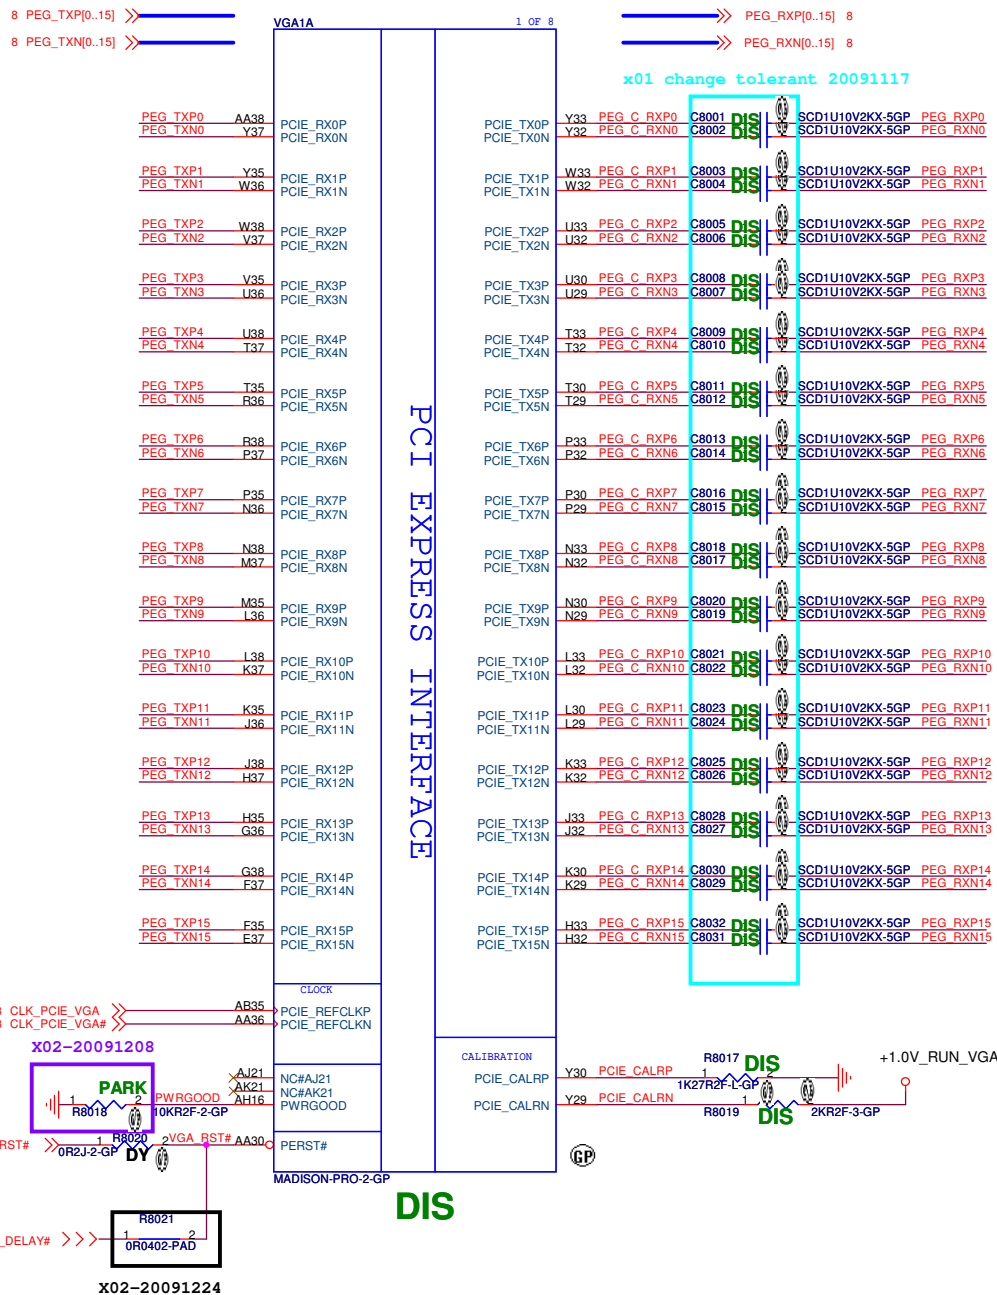 8 PEG_TXP[0..15]
8 PEG_TXN[0..15]
VGA1A
1 OF 8
PEG_RXP[0..15] 8
PEG_RXN[0..15] 8
x01 change tolerant 20091117
PEG_TXP0 AA38 PCIE_RX0P PCIE_TX0P Y33 PEG_C_RXP0 C8001 DIS SCD1U10V2KX-5GP PEG_RXP0
PEG_TXN0 Y37 PCIE_RX0N PCIE_TX0N Y32 PEG_C_RXN0 C8002 DIS SCD1U10V2KX-5GP PEG_RXN0
PEG_TXP1 Y35 PCIE_RX1P PCIE_TX1P W33 PEG_C_RXP1 C8003 DIS SCD1U10V2KX-5GP PEG_RXP1
PEG_TXN1 W36 PCIE_RX1N PCIE_TX1N W32 PEG_C_RXN1 C8004 DIS SCD1U10V2KX-5GP PEG_RXN1
PEG_TXP2 W38 PCIE_RX2P PCIE_TX2P U33 PEG_C_RXP2 C8005 DIS SCD1U10V2KX-5GP PEG_RXP2
PEG_TXN2 V37 PCIE_RX2N PCIE_TX2N U32 PEG_C_RXN2 C8006 DIS SCD1U10V2KX-5GP PEG_RXN2
PEG_TXP3 V35 PCIE_RX3P PCIE_TX3P U30 PEG_C_RXP3 C8008 DIS SCD1U10V2KX-5GP PEG_RXP3
PEG_TXN3 U36 PCIE_RX3N PCIE_TX3N U29 PEG_C_RXN3 C8007 DIS SCD1U10V2KX-5GP PEG_RXN3
PEG_TXP4 U38 PCIE_RX4P PCIE_TX4P T33 PEG_C_RXP4 C8009 DIS SCD1U10V2KX-5GP PEG_RXP4
PEG_TXN4 T37 PCIE_RX4N PCIE_TX4N T32 PEG_C_RXN4 C8010 DIS SCD1U10V2KX-5GP PEG_RXN4
PEG_TXP5 T35 PCIE_RX5P PCIE_TX5P T30 PEG_C_RXP5 C8011 DIS SCD1U10V2KX-5GP PEG_RXP5
PEG_TXN5 R36 PCIE_RX5N PCIE_TX5N T29 PEG_C_RXN5 C8012 DIS SCD1U10V2KX-5GP PEG_RXN5
PEG_TXP6 R38 PCIE_RX6P PCIE_TX6P P33 PEG_C_RXP6 C8013 DIS SCD1U10V2KX-5GP PEG_RXP6
PEG_TXN6 P37 PCIE_RX6N PCIE_TX6N P32 PEG_C_RXN6 C8014 DIS SCD1U10V2KX-5GP PEG_RXN6
PEG_TXP7 P35 PCIE_RX7P PCIE_TX7P P30 PEG_C_RXP7 C8016 DIS SCD1U10V2KX-5GP PEG_RXP7
PEG_TXN7 N36 PCIE_RX7N PCIE_TX7N P29 PEG_C_RXN7 C8015 DIS SCD1U10V2KX-5GP PEG_RXN7
PEG_TXP8 N38 PCIE_RX8P PCIE_TX8P N33 PEG_C_RXP8 C8018 DIS SCD1U10V2KX-5GP PEG_RXP8
PEG_TXN8 M37 PCIE_RX8N PCIE_TX8N N32 PEG_C_RXN8 C8017 DIS SCD1U10V2KX-5GP PEG_RXN8
PEG_TXP9 M35 PCIE_RX9P PCIE_TX9P N30 PEG_C_RXP9 C8020 DIS SCD1U10V2KX-5GP PEG_RXP9
PEG_TXN9 L36 PCIE_RX9N PCIE_TX9N N29 PEG_C_RXN9 C8019 DIS SCD1U10V2KX-5GP PEG_RXN9
PEG_TXP10 L38 PCIE_RX10P PCIE_TX10P L33 PEG_C_RXP10 C8021 DIS SCD1U10V2KX-5GP PEG_RXP10
PEG_TXN10 K37 PCIE_RX10N PCIE_TX10N L32 PEG_C_RXN10 C8022 DIS SCD1U10V2KX-5GP PEG_RXN10
PEG_TXP11 K35 PCIE_RX11P PCIE_TX11P L30 PEG_C_RXP11 C8023 DIS SCD1U10V2KX-5GP PEG_RXP11
PEG_TXN11 J36 PCIE_RX11N PCIE_TX11N L29 PEG_C_RXN11 C8024 DIS SCD1U10V2KX-5GP PEG_RXN11
PEG_TXP12 J38 PCIE_RX12P PCIE_TX12P K33 PEG_C_RXP12 C8025 DIS SCD1U10V2KX-5GP PEG_RXP12
PEG_TXN12 H37 PCIE_RX12N PCIE_TX12N K32 PEG_C_RXN12 C8026 DIS SCD1U10V2KX-5GP PEG_RXN12
PEG_TXP13 H35 PCIE_RX13P PCIE_TX13P J33 PEG_C_RXP13 C8028 DIS SCD1U10V2KX-5GP PEG_RXP13
PEG_TXN13 G36 PCIE_RX13N PCIE_TX13N J32 PEG_C_RXN13 C8027 DIS SCD1U10V2KX-5GP PEG_RXN13
PEG_TXP14 G38 PCIE_RX14P PCIE_TX14P K30 PEG_C_RXP14 C8030 DIS SCD1U10V2KX-5GP PEG_RXP14
PEG_TXN14 F37 PCIE_RX14N PCIE_TX14N K29 PEG_C_RXN14 C8029 DIS SCD1U10V2KX-5GP PEG_RXN14
PEG_TXP15 F35 PCIE_RX15P PCIE_TX15P H33 PEG_C_RXP15 C8032 DIS SCD1U10V2KX-5GP PEG_RXP15
PEG_TXN15 E37 PCIE_RX15N PCIE_TX15N H32 PEG_C_RXN15 C8031 DIS SCD1U10V2KX-5GP PEG_RXN15
PCI EXPRESS INTERFACE
CLOCK
CLK_PCIE_VGA AB35 PCIE_REFCLKP
CLK_PCIE_VGA# AA36 PCIE_REFCLKN
X02-20091208
CALIBRATION
AJ21 NC#AJ21
AK21 NC#AK21
AH16 PWRGOOD
PARK
1 2 PWRGOOD
R8018 10KR2F-2-GP
PCIE_CALRP Y30 PCIE_CALRP R8017 1 2 DIS
1K27R2F-L-GP
+1.0V_RUN_VGA
PCIE_CALRN Y29 PCIE_CALRN R8019 1 2 DIS 2KR2F-3-GP
RST# 1 R8020 2 VGA_RST# AA30 PERST#
0R2J-2-GP DY
MADISON-PRO-2-GP
GP
DIS
R8021
_DELAY# 1 2
0R0402-PAD
X02-20091224